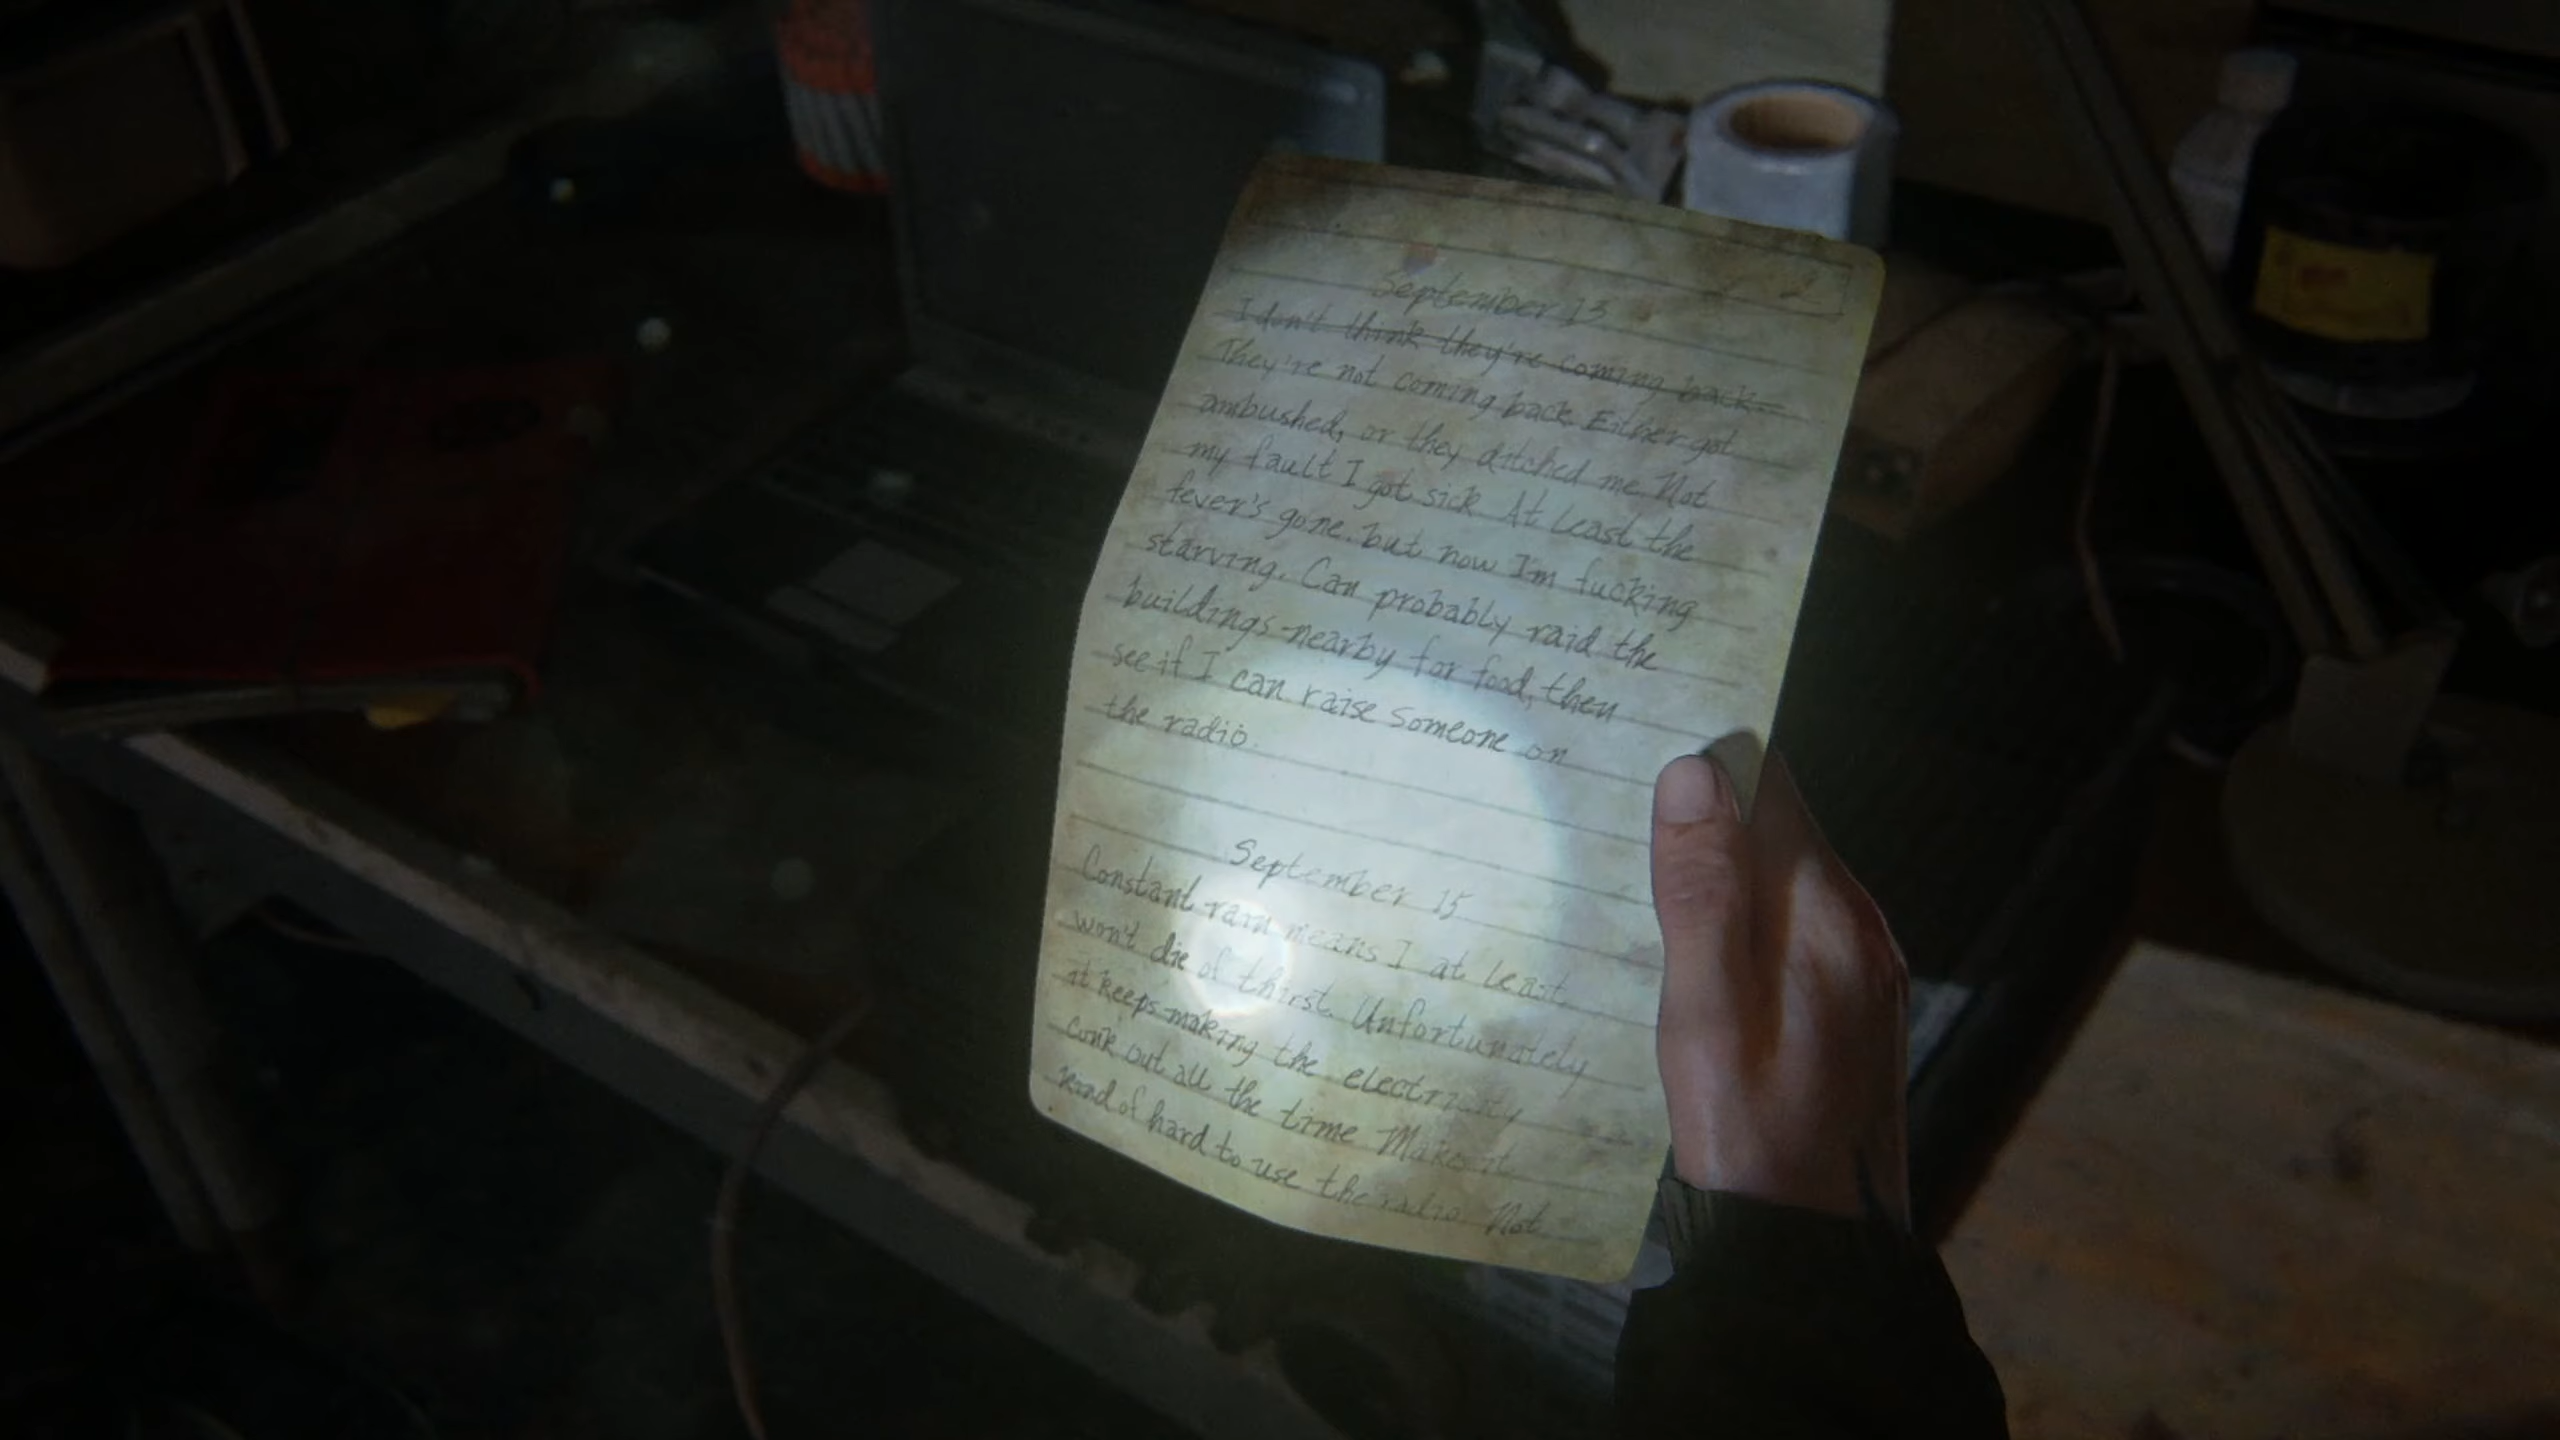 2
September 13
I don't think they're coming back
They're not coming back. Either got
ambushed, or they ditched me. Not
my fault I got sick. At least the
fever's gone. but now I'm fucking
starving. Can probably raid the
buildings nearby for food, then
see if I can raise someone on
the radio.
September 15
Constant rain means I at least
won't die of thirst. Unfortunately
it keeps making the electricity
conk out all the time Makes it
kind of hard to use the radio. Not